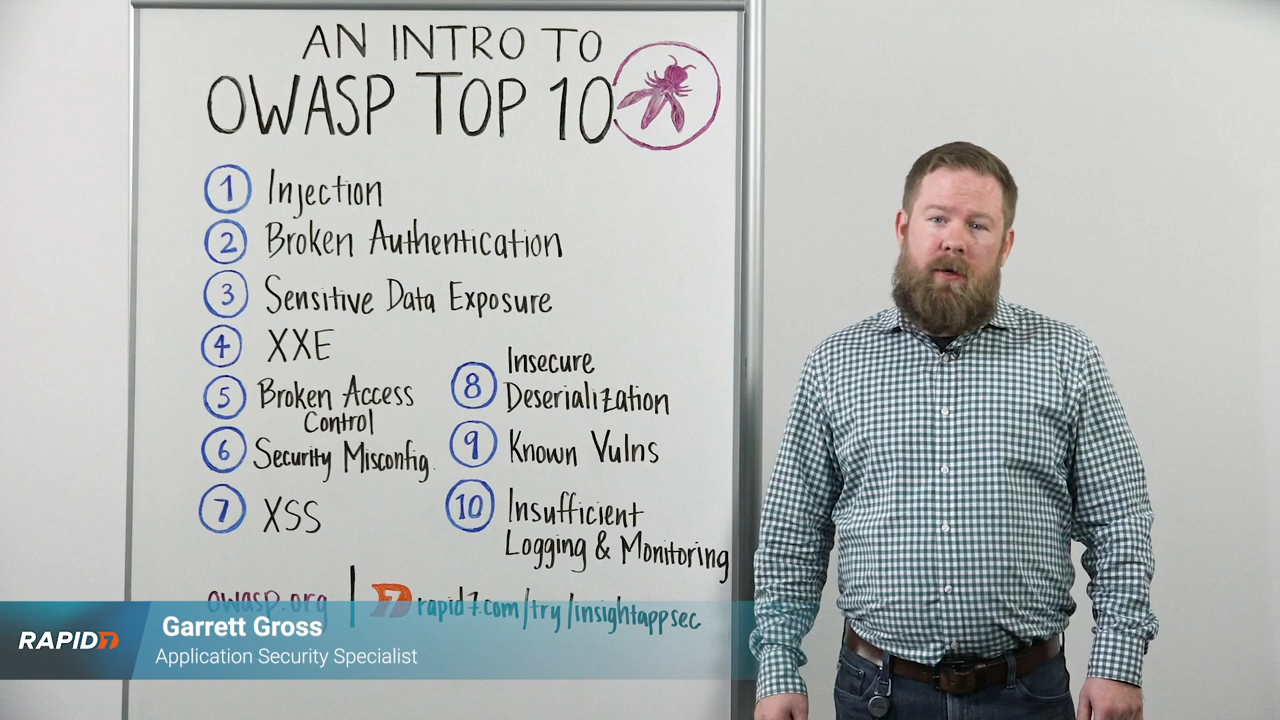 AN INTRO TO
OWASP TOP 10
1 Injection
2 Broken Authentication
3 Sensitive Data Exposure
4 XXE
5 Broken Access
Control
6 Security Misconfig.
7 XSS
8 Insecure
Deserialization
9 Known Vulns
10 Insufficient
Logging & Monitoring
owasp.org | 7 rapid7.com/try/insightappsec
RAPID7
Garrett Gross
Application Security Specialist